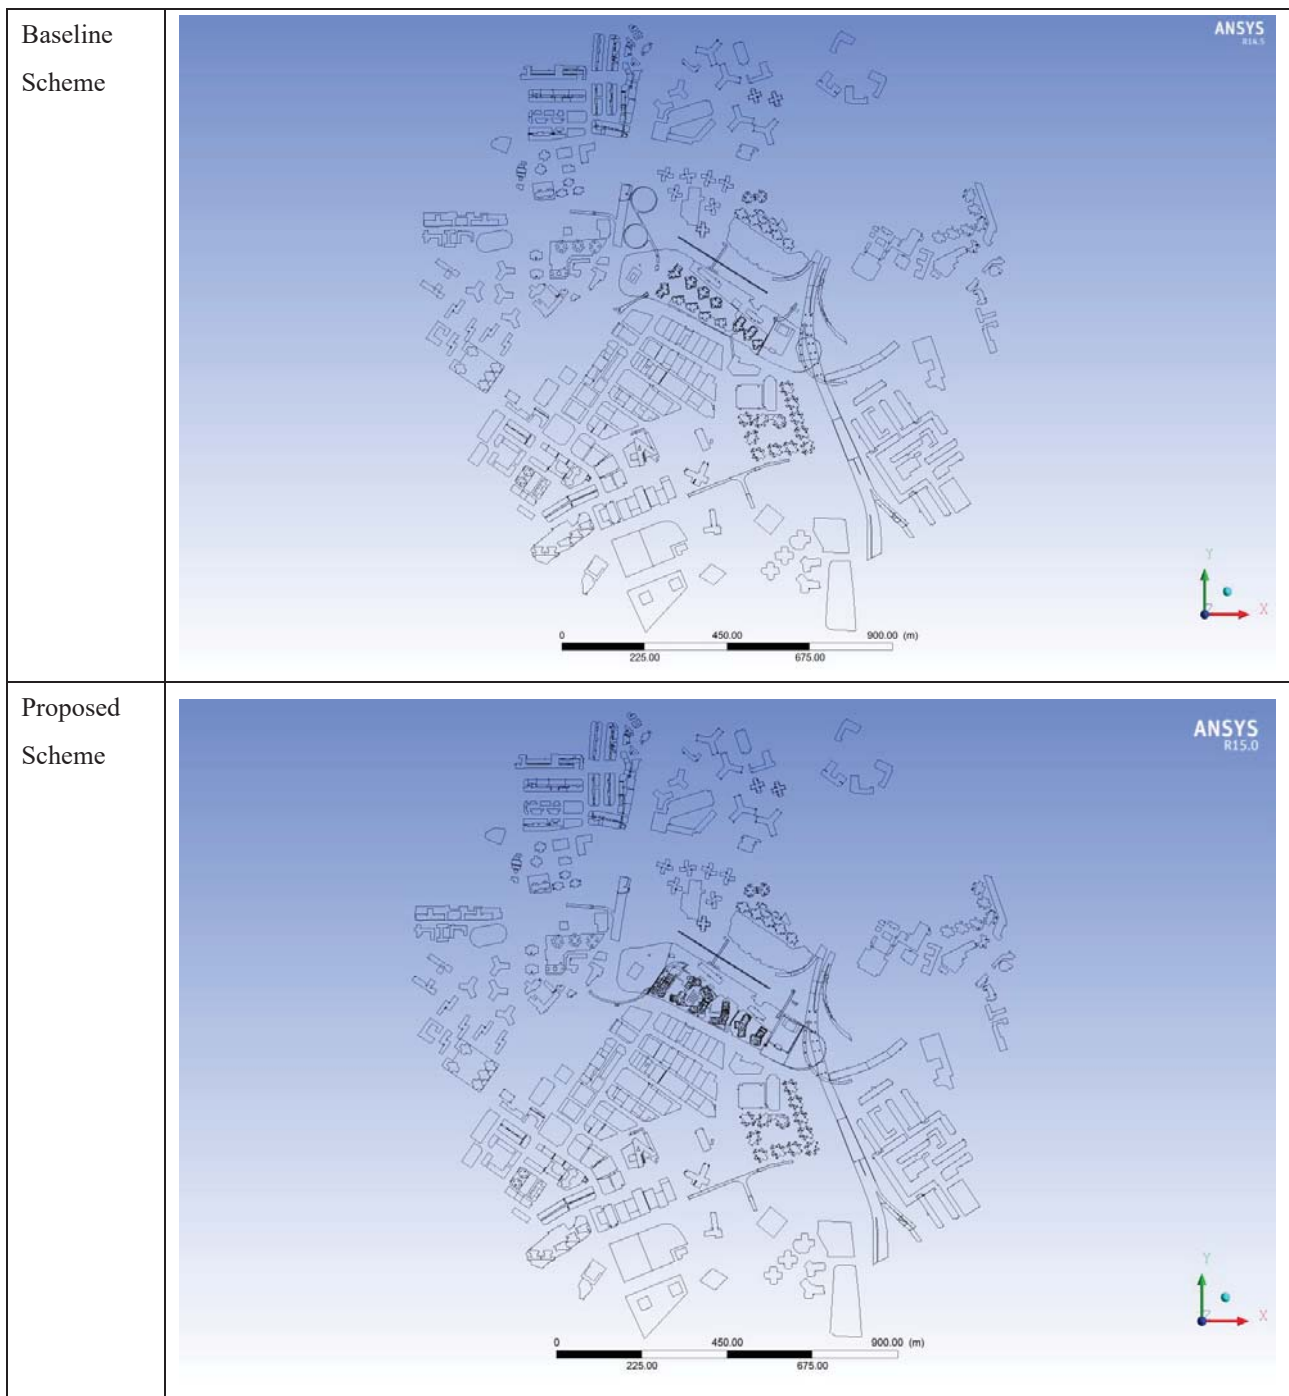 Baseline
Scheme
ANSYS
R14.5
Y
Z
X
0
450.00
900.00 (m)
225.00
675.00
Proposed
Scheme
ANSYS
R15.0
Y
Z
X
0
450.00
900.00 (m)
225.00
675.00